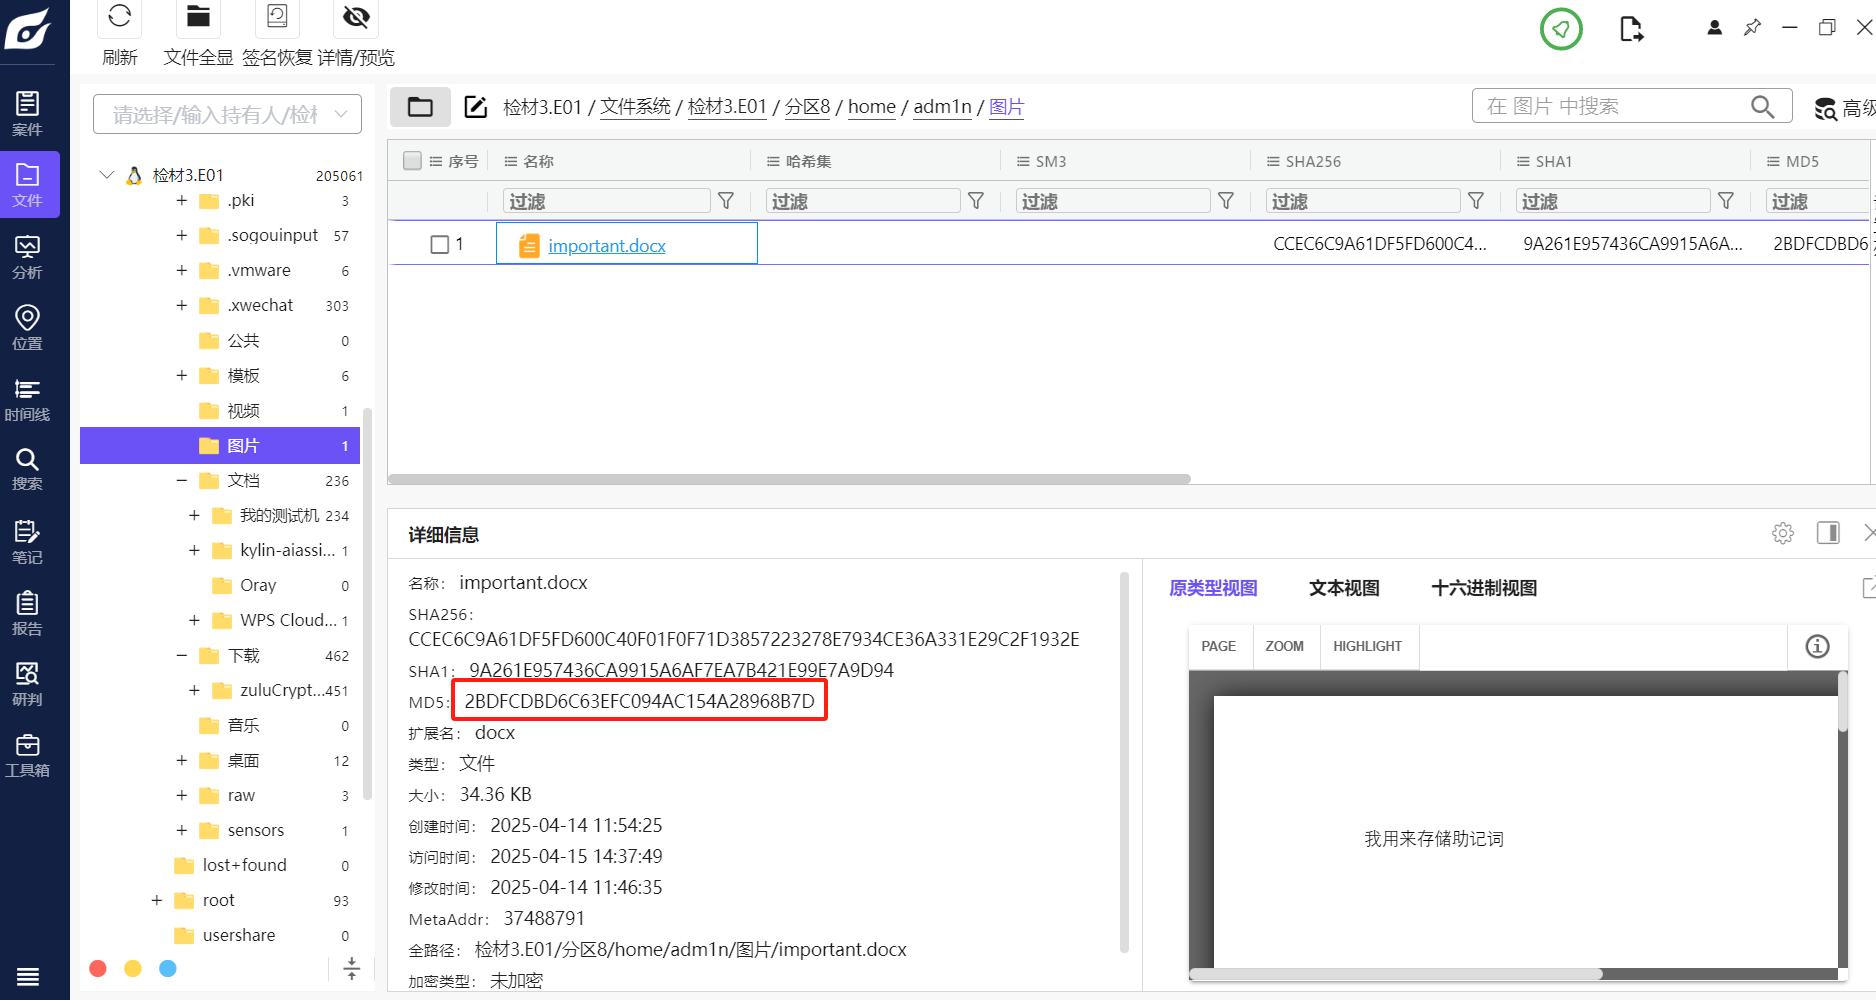 刷新
文件全显
签名恢复
详情/预览
案件
文件
分析
位置
时间线
搜索
笔记
报告
研判
工具箱
请选择/输入持有人/检
检材3.E01 205061
.pki 3
.sogouinput 57
.vmware 6
.xwechat 303
公共 0
模板 6
视频 1
图片 1
文档 236
我的测试机 234
kylin-aiassi... 1
Oray 0
WPS Cloud... 1
下载 462
zuluCrypt... 451
音乐 0
桌面 12
raw 3
sensors 1
lost+found 0
root 93
usershare 0
检材3.E01 / 文件系统 / 检材3.E01 / 分区8 / home / adm1n / 图片
在 图片 中搜索
高级
序号 名称 哈希集 SM3 SHA256 SHA1 MD5
过滤 过滤 过滤 过滤 过滤 过滤
1 important.docx CCEC6C9A61DF5FD600C4... 9A261E957436CA9915A6A... 2BDFCDBD6
详细信息
名称: important.docx
SHA256:
CCEC6C9A61DF5FD600C40F01F0F71D3857223278E7934CE36A331E29C2F1932E
SHA1: 9A261E957436CA9915A6AF7EA7B421E99E7A9D94
MD5: 2BDFCDBD6C63EFC094AC154A28968B7D
扩展名: docx
类型: 文件
大小: 34.36 KB
创建时间: 2025-04-14 11:54:25
访问时间: 2025-04-15 14:37:49
修改时间: 2025-04-14 11:46:35
MetaAddr: 37488791
全路径: 检材3.E01/分区8/home/adm1n/图片/important.docx
加密类型: 未加密
原类型视图 文本视图 十六进制视图
PAGE ZOOM HIGHLIGHT
我用来存储助记词